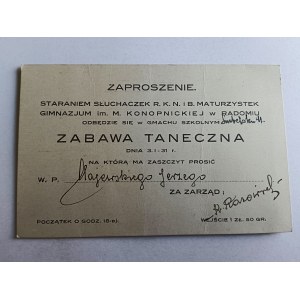 ZAPROSZENIE.
STARANIEM SŁUCHACZEK R. K. N. i B. MATURZYSTEK
GIMNAZJUM IM. M. KONOPNICKIEJ W RADOMIU
ODBĘDZIE SIĘ W GMACHU SZKOLNYM
ZABAWA TANECZNA
DNIA 3. I. 31 r.
NA KTÓRĄ MA ZASZCZYT PROSIĆ
W. P. Majewskiego Jerzego
ZA ZARZĄD:
POCZĄTEK O GODZ. 18-ej. WEJŚCIE 1 ZŁ. 50 GR.